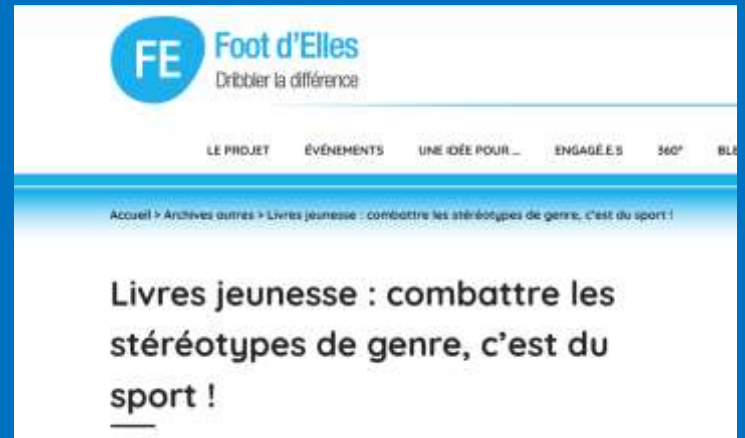 FE
Foot d'Elles
Dribbler la différence
LE PROJET ÉVÉNEMENTS UNE IDÉE POUR ... ENGAGÉ.E.S 360° BLE
Accueil > Archives autres > Livres jeunesse : combattre les stéréotypes de genre, c'est du sport !
Livres jeunesse : combattre les
stéréotypes de genre, c'est du
sport !